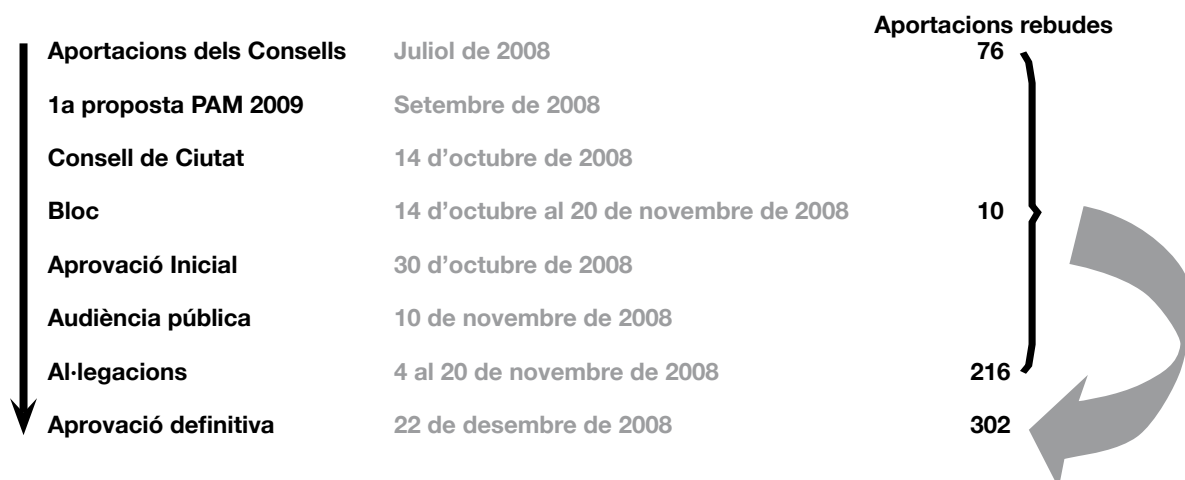 Aportacions rebudes
Aportacions dels Consells Juliol de 2008 76
1a proposta PAM 2009 Setembre de 2008
Consell de Ciutat 14 d’octubre de 2008
Bloc 14 d’octubre al 20 de novembre de 2008 10
Aprovació Inicial 30 d’octubre de 2008
Audiència pública 10 de novembre de 2008
Al·legacions 4 al 20 de novembre de 2008 216
Aprovació definitiva 22 de desembre de 2008 302